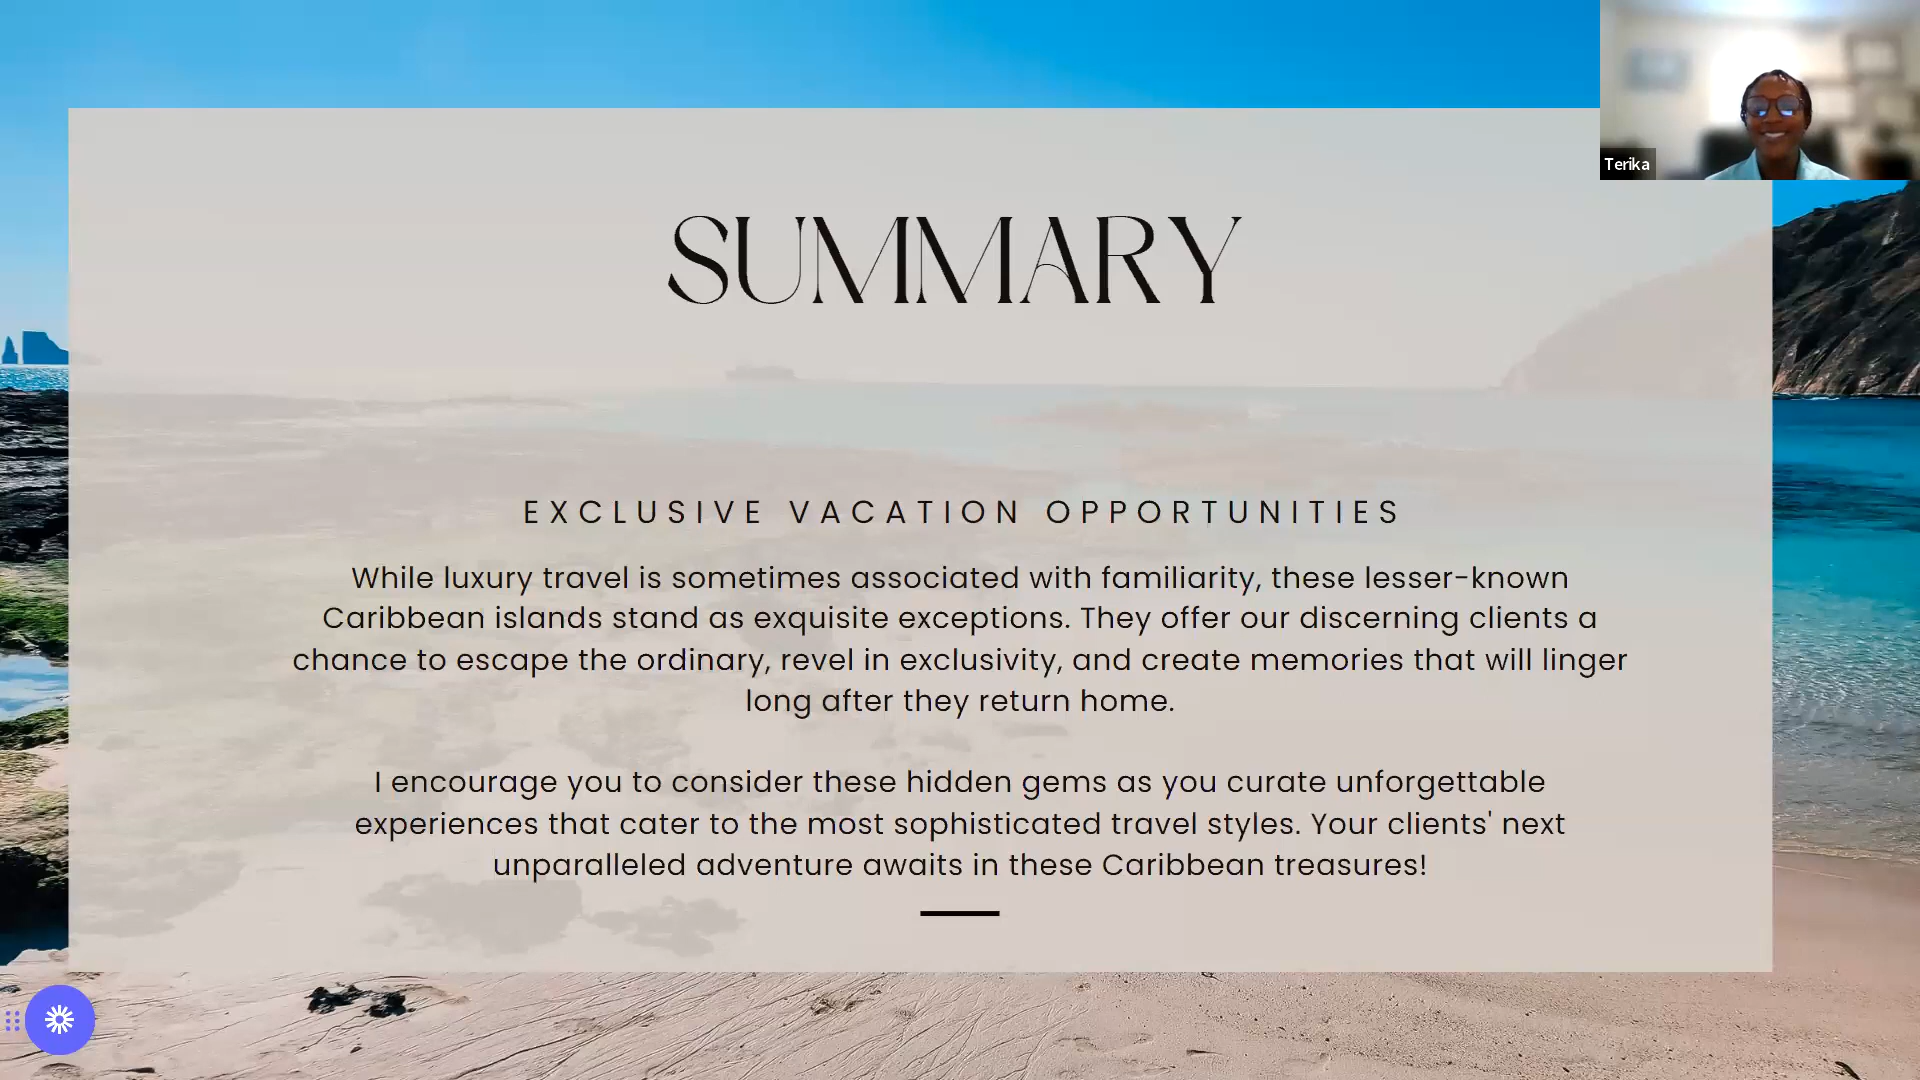 Terika
SUMMARY
EXCLUSIVE VACATION OPPORTUNITIES
While luxury travel is sometimes associated with familiarity, these lesser-known
Caribbean islands stand as exquisite exceptions. They offer our discerning clients a
chance to escape the ordinary, revel in exclusivity, and create memories that will linger
long after they return home.
I encourage you to consider these hidden gems as you curate unforgettable
experiences that cater to the most sophisticated travel styles. Your clients' next
unparalleled adventure awaits in these Caribbean treasures!